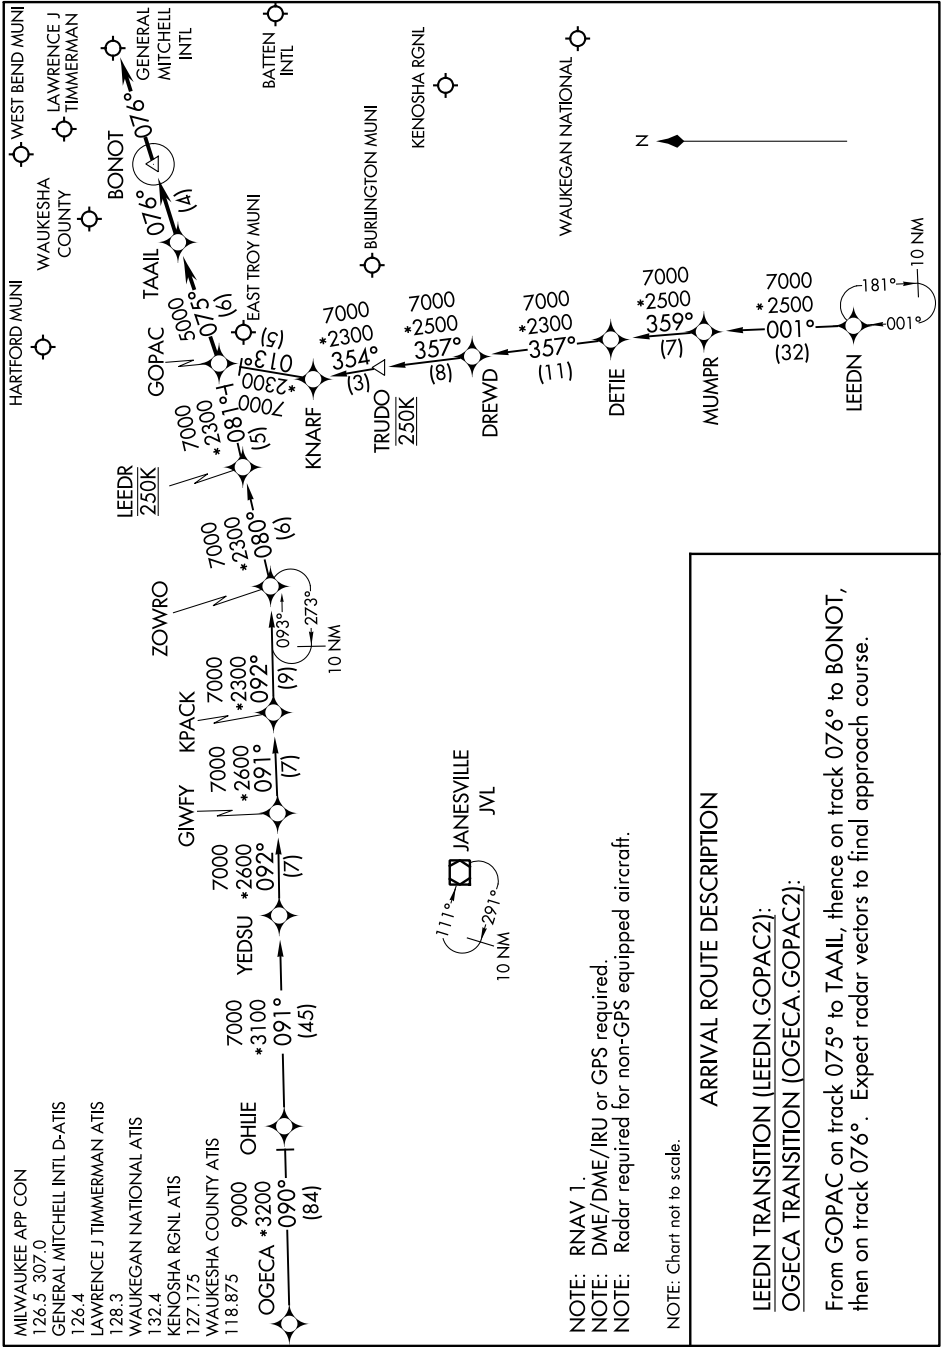 MILWAUKEE APP CON
126.5 307.0
GENERAL MITCHELL INTL D-ATIS
126.4
LAWRENCE J TIMMERMAN ATIS
128.3
WAUKEGAN NATIONAL ATIS
132.4
KENOSHA RGNL ATIS
127.175
WAUKESHA COUNTY ATIS
118.875
HARTFORD MUNI
WEST BEND MUNI
WAUKESHA
COUNTY
LAWRENCE J
TIMMERMAN
GENERAL
MITCHELL
INTL
BATTEN
INTL
KENOSHA RGNL
WAUKEGAN NATIONAL
BURLINGTON MUNI
EAST TROY MUNI
N
OGECA
9000
*3200
090°
(84)
OHLIE
7000
*3100
091°
(45)
YEDSU
7000
*2600
092°
(7)
GIWFY
7000
*2600
091°
(7)
KPACK
7000
*2300
092°
(9)
ZOWRO
093°
273°
10 NM
7000
*2300
080°
(6)
LEEDR
250K
7000
*2300
081°
(5)
GOPAC
5000
075°
(6)
TAAIL
076°
(4)
BONOT
076°
7000
*2300
013°
(5)
KNARF
7000
*2300
354°
(3)
TRUDO
250K
7000
*2500
357°
(8)
DREWD
7000
*2300
357°
(11)
DETIE
7000
*2500
359°
(7)
MUMPR
7000
*2500
001°
(32)
LEEDN
181°
001°
10 NM
JANESVILLE
JVL
111°
291°
10 NM
NOTE: RNAV 1.
NOTE: DME/DME/IRU or GPS required.
NOTE: Radar required for non-GPS equipped aircraft.
NOTE: Chart not to scale.
ARRIVAL ROUTE DESCRIPTION
LEEDN TRANSITION (LEEDN.GOPAC2):
OGECA TRANSITION (OGECA.GOPAC2):
From GOPAC on track 075° to TAAIL, thence on track 076° to BONOT,
then on track 076°. Expect radar vectors to final approach course.